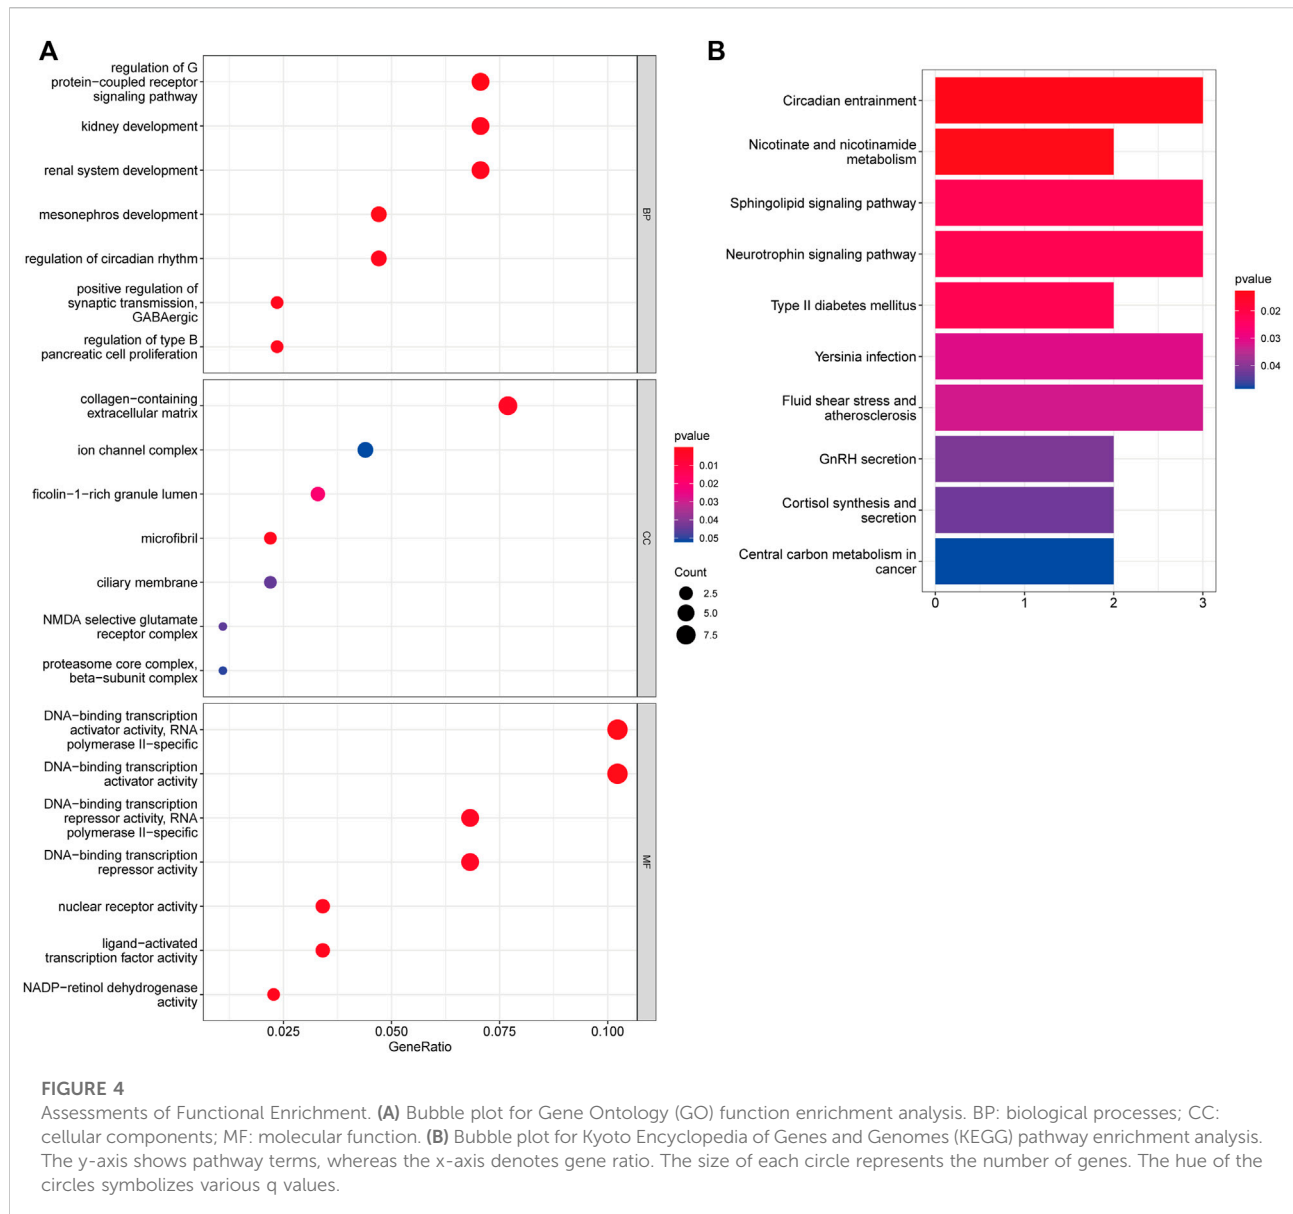 A
regulation of G
protein−coupled receptor
signaling pathway
kidney development
renal system development
mesonephros development
regulation of circadian rhythm
positive regulation of
synaptic transmission,
GABAergic
regulation of type B
pancreatic cell proliferation
BP
collagen−containing
extracellular matrix
ion channel complex
ficolin−1−rich granule lumen
microfibril
ciliary membrane
NMDA selective glutamate
receptor complex
proteasome core complex,
beta−subunit complex
CC
DNA−binding transcription
activator activity, RNA
polymerase II−specific
DNA−binding transcription
activator activity
DNA−binding transcription
repressor activity, RNA
polymerase II−specific
DNA−binding transcription
repressor activity
nuclear receptor activity
ligand−activated
transcription factor activity
NADP−retinol dehydrogenase
activity
MF
0.025 0.050 0.075 0.100
GeneRatio
pvalue
0.01
0.02
0.03
0.04
0.05
Count
2.5
5.0
7.5
B
Circadian entrainment
Nicotinate and nicotinamide
metabolism
Sphingolipid signaling pathway
Neurotrophin signaling pathway
Type II diabetes mellitus
Yersinia infection
Fluid shear stress and
atherosclerosis
GnRH secretion
Cortisol synthesis and
secretion
Central carbon metabolism in
cancer
0 1 2 3
pvalue
0.02
0.03
0.04
FIGURE 4
Assessments of Functional Enrichment. (A) Bubble plot for Gene Ontology (GO) function enrichment analysis. BP: biological processes; CC:
cellular components; MF: molecular function. (B) Bubble plot for Kyoto Encyclopedia of Genes and Genomes (KEGG) pathway enrichment analysis.
The y-axis shows pathway terms, whereas the x-axis denotes gene ratio. The size of each circle represents the number of genes. The hue of the
circles symbolizes various q values.